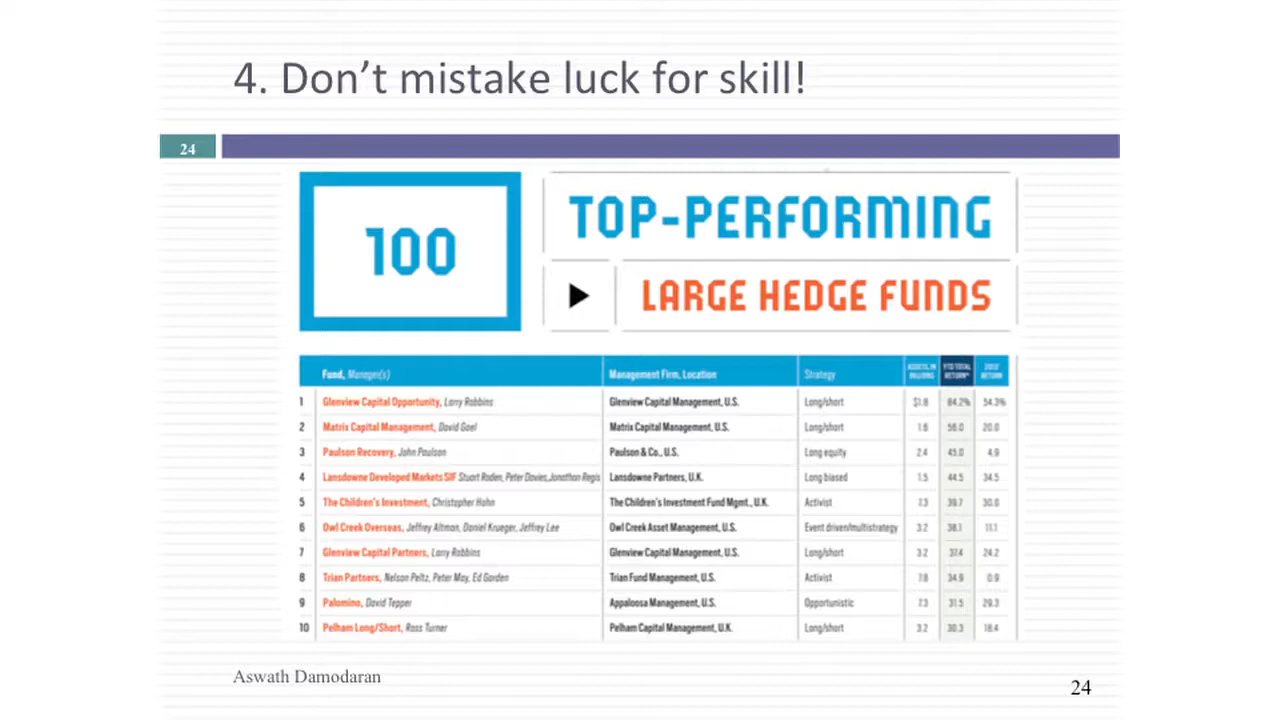 4. Don’t mistake luck for skill!
24
100
TOP-PERFORMING
LARGE HEDGE FUNDS
Fund, Manager(s) Management Firm, Location Strategy ASSETS, IN BILLIONS YTD TOTAL RETURN* 2012 RETURN
1 Glenview Capital Opportunity, Larry Robbins Glenview Capital Management, U.S. Long/short $1.8 84.2% 54.3%
2 Matrix Capital Management, David Goel Matrix Capital Management, U.S. Long/short 1.6 56.0 20.0
3 Paulson Recovery, John Paulson Paulson & Co., U.S. Long equity 2.4 45.0 4.9
4 Lansdowne Developed Markets SIF Stuart Roden, Peter Davies,Jonathon Regis Lansdowne Partners, U.K. Long biased 1.5 44.5 34.5
5 The Children's Investment, Christopher Hohn The Children's Investment Fund Mgmt., U.K. Activist 7.3 39.7 30.0
6 Owl Creek Overseas, Jeffrey Altman, Daniel Krueger, Jeffrey Lee Owl Creek Asset Management, U.S. Event driven/multistrategy 3.2 38.1 11.1
7 Glenview Capital Partners, Larry Robbins Glenview Capital Management, U.S. Long/short 3.2 37.4 24.2
8 Trian Partners, Nelson Peltz, Peter May, Ed Garden Trian Fund Management, U.S. Activist 7.8 34.9 0.9
9 Palomino, David Tepper Appaloosa Management, U.S. Opportunistic 7.3 31.5 29.3
10 Pelham Long/Short, Ross Turner Pelham Capital Management, U.K. Long/short 3.2 30.3 18.4
Aswath Damodaran
24